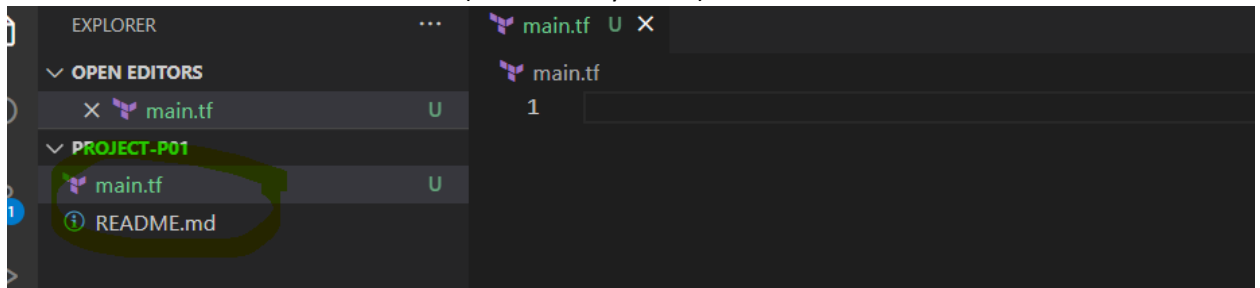 EXPLORER ...
OPEN EDITORS
main.tf U
PROJECT-P01
main.tf U
README.md
1
main.tf U
main.tf
1